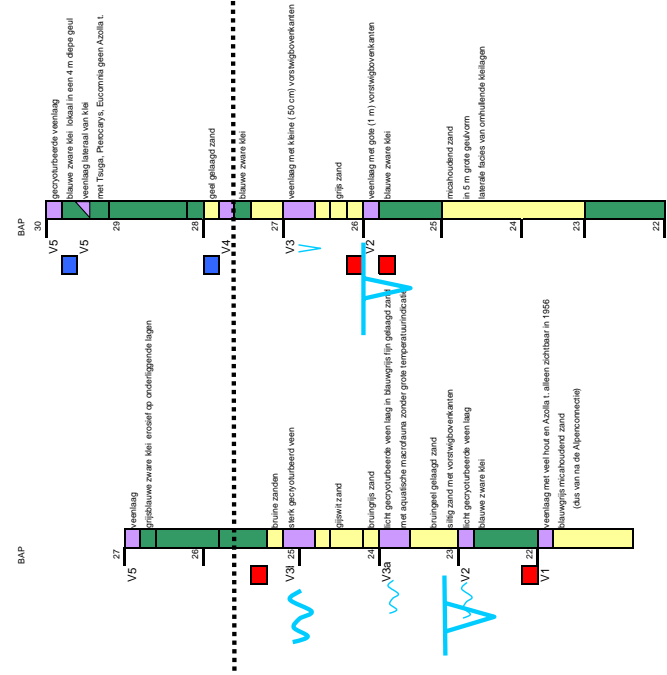 BAP
30
29
28
27
26
25
24
23
22
V5
V5
V4
V3
V2
gecryoturbeerde veenlaag
blauwe zware klei lokaal in een 4 m diepe geul
veenlaag lateraal van klei
met Tsuga, Pterocarys, Eucomnia geen Azolla t.
geel gelaagd zand
blauwe zware klei
veenlaag met kleine ( 50 cm) vorstwigbovenkanten
grijs zand
veenlaag met gote (1 m) vorstwigbovenkanten
blauwe zware klei
micahoudend zand
in 5 m grote geulvorm
laterale facies van omhullende kleilagen
BAP
27
26
25
24
23
22
V5
V3l
V3a
V2
V1
veenlaag
grijsblauwe zware klei erosief op onderliggende lagen
bruine zanden
sterk gecryoturbeerd veen
gijswit zand
bruingrijs zand
licht gecryoturbeerde veen laag in blauwgrijs fijn gelaagd zand
met aquatische macrofauna zonder grote temperatuurindicatie
bruingeel gelaagd zand
siltig zand met vorstwigbovenkanten
licht gecryoturbeerde veen laag
blauwe zware klei
veenlaag met veel hout en Azolla t. alleen zichtbaar in 1956
blauwgrijs micahoudend zand
(dus van na de Alpenconnectie)